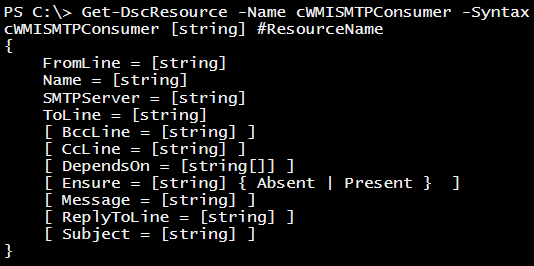 PS C:\> Get-DscResource -Name cWMISMTPConsumer -Syntax
cWMISMTPConsumer [string] #ResourceName
{
    FromLine = [string]
    Name = [string]
    SMTPServer = [string]
    ToLine = [string]
    [ BccLine = [string] ]
    [ CcLine = [string] ]
    [ DependsOn = [string[]] ]
    [ Ensure = [string] { Absent | Present }  ]
    [ Message = [string] ]
    [ ReplyToLine = [string] ]
    [ Subject = [string] ]
}